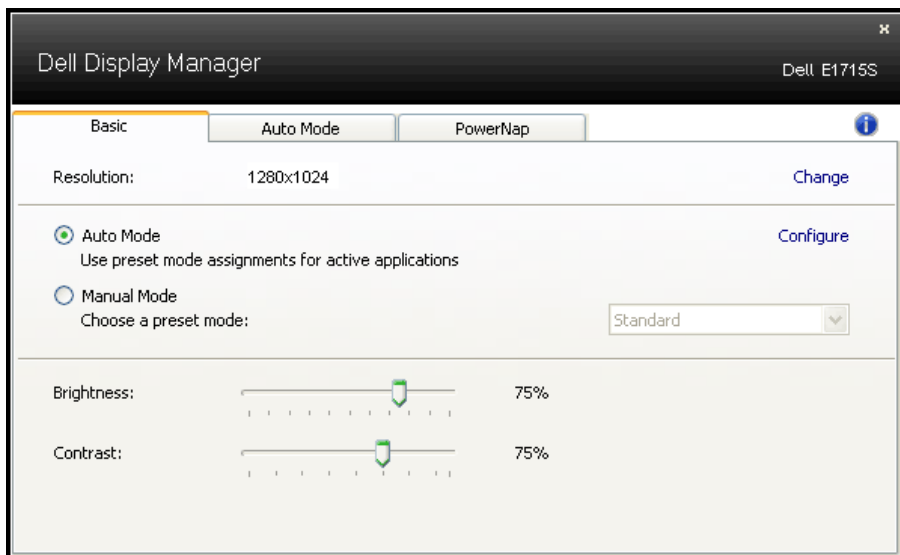 Dell Display Manager
Dell E1715S
Basic
Auto Mode
PowerNap
Resolution:
1280x1024
Change
Auto Mode
Configure
Use preset mode assignments for active applications
Manual Mode
Choose a preset mode:
Standard
Brightness:
75%
Contrast:
75%